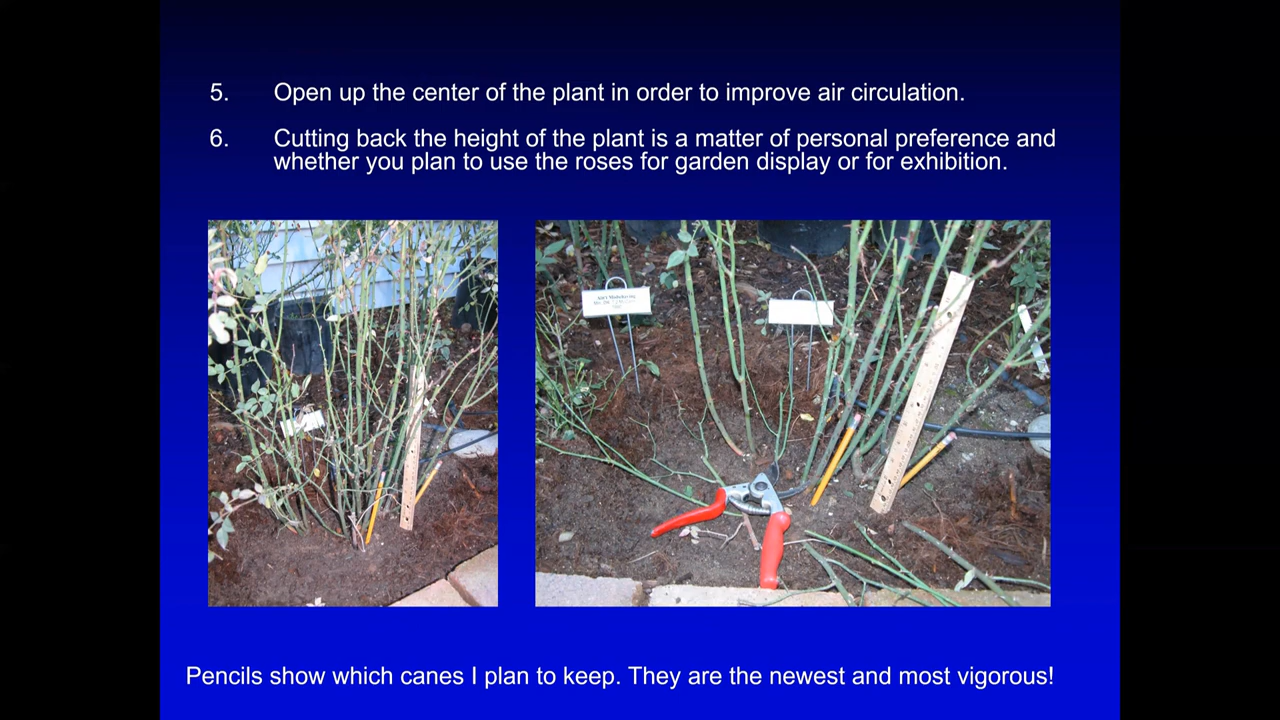 5. Open up the center of the plant in order to improve air circulation.
6. Cutting back the height of the plant is a matter of personal preference and
whether you plan to use the roses for garden display or for exhibition.
Pencils show which canes I plan to keep. They are the newest and most vigorous!